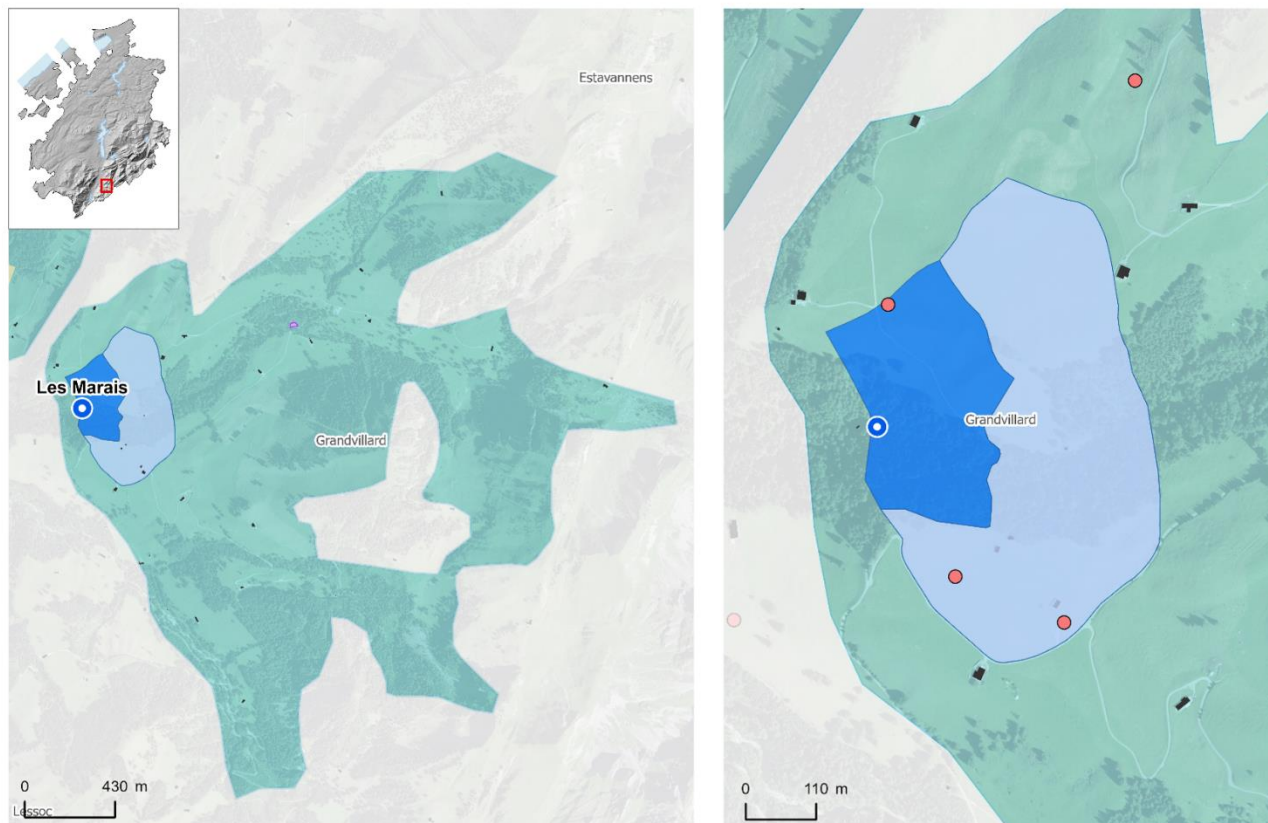 Estavannens
Les Marais
Grandvillard
0 430 m
Lessoc
Grandvillard
0 110 m